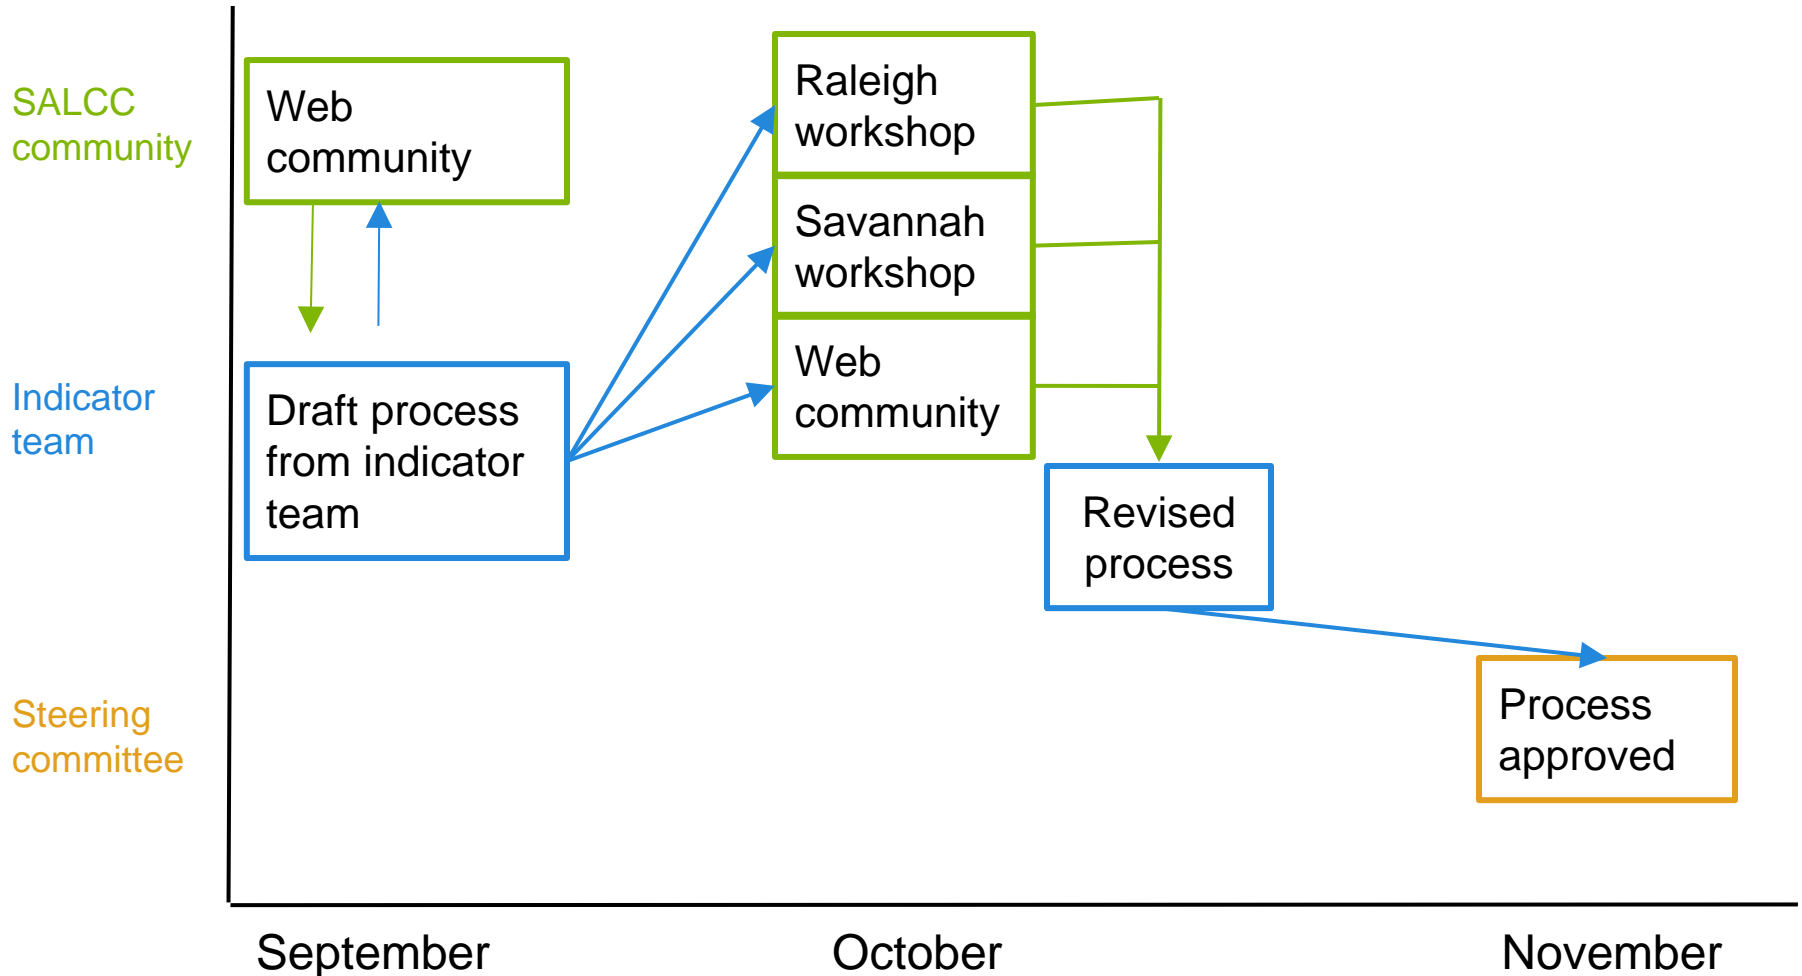 SALCC
community
Web
community
Raleigh
workshop
Savannah
workshop
Web
community
Indicator
team
Draft process
from indicator
team
Revised
process
Steering
committee
Process
approved
September
October
November